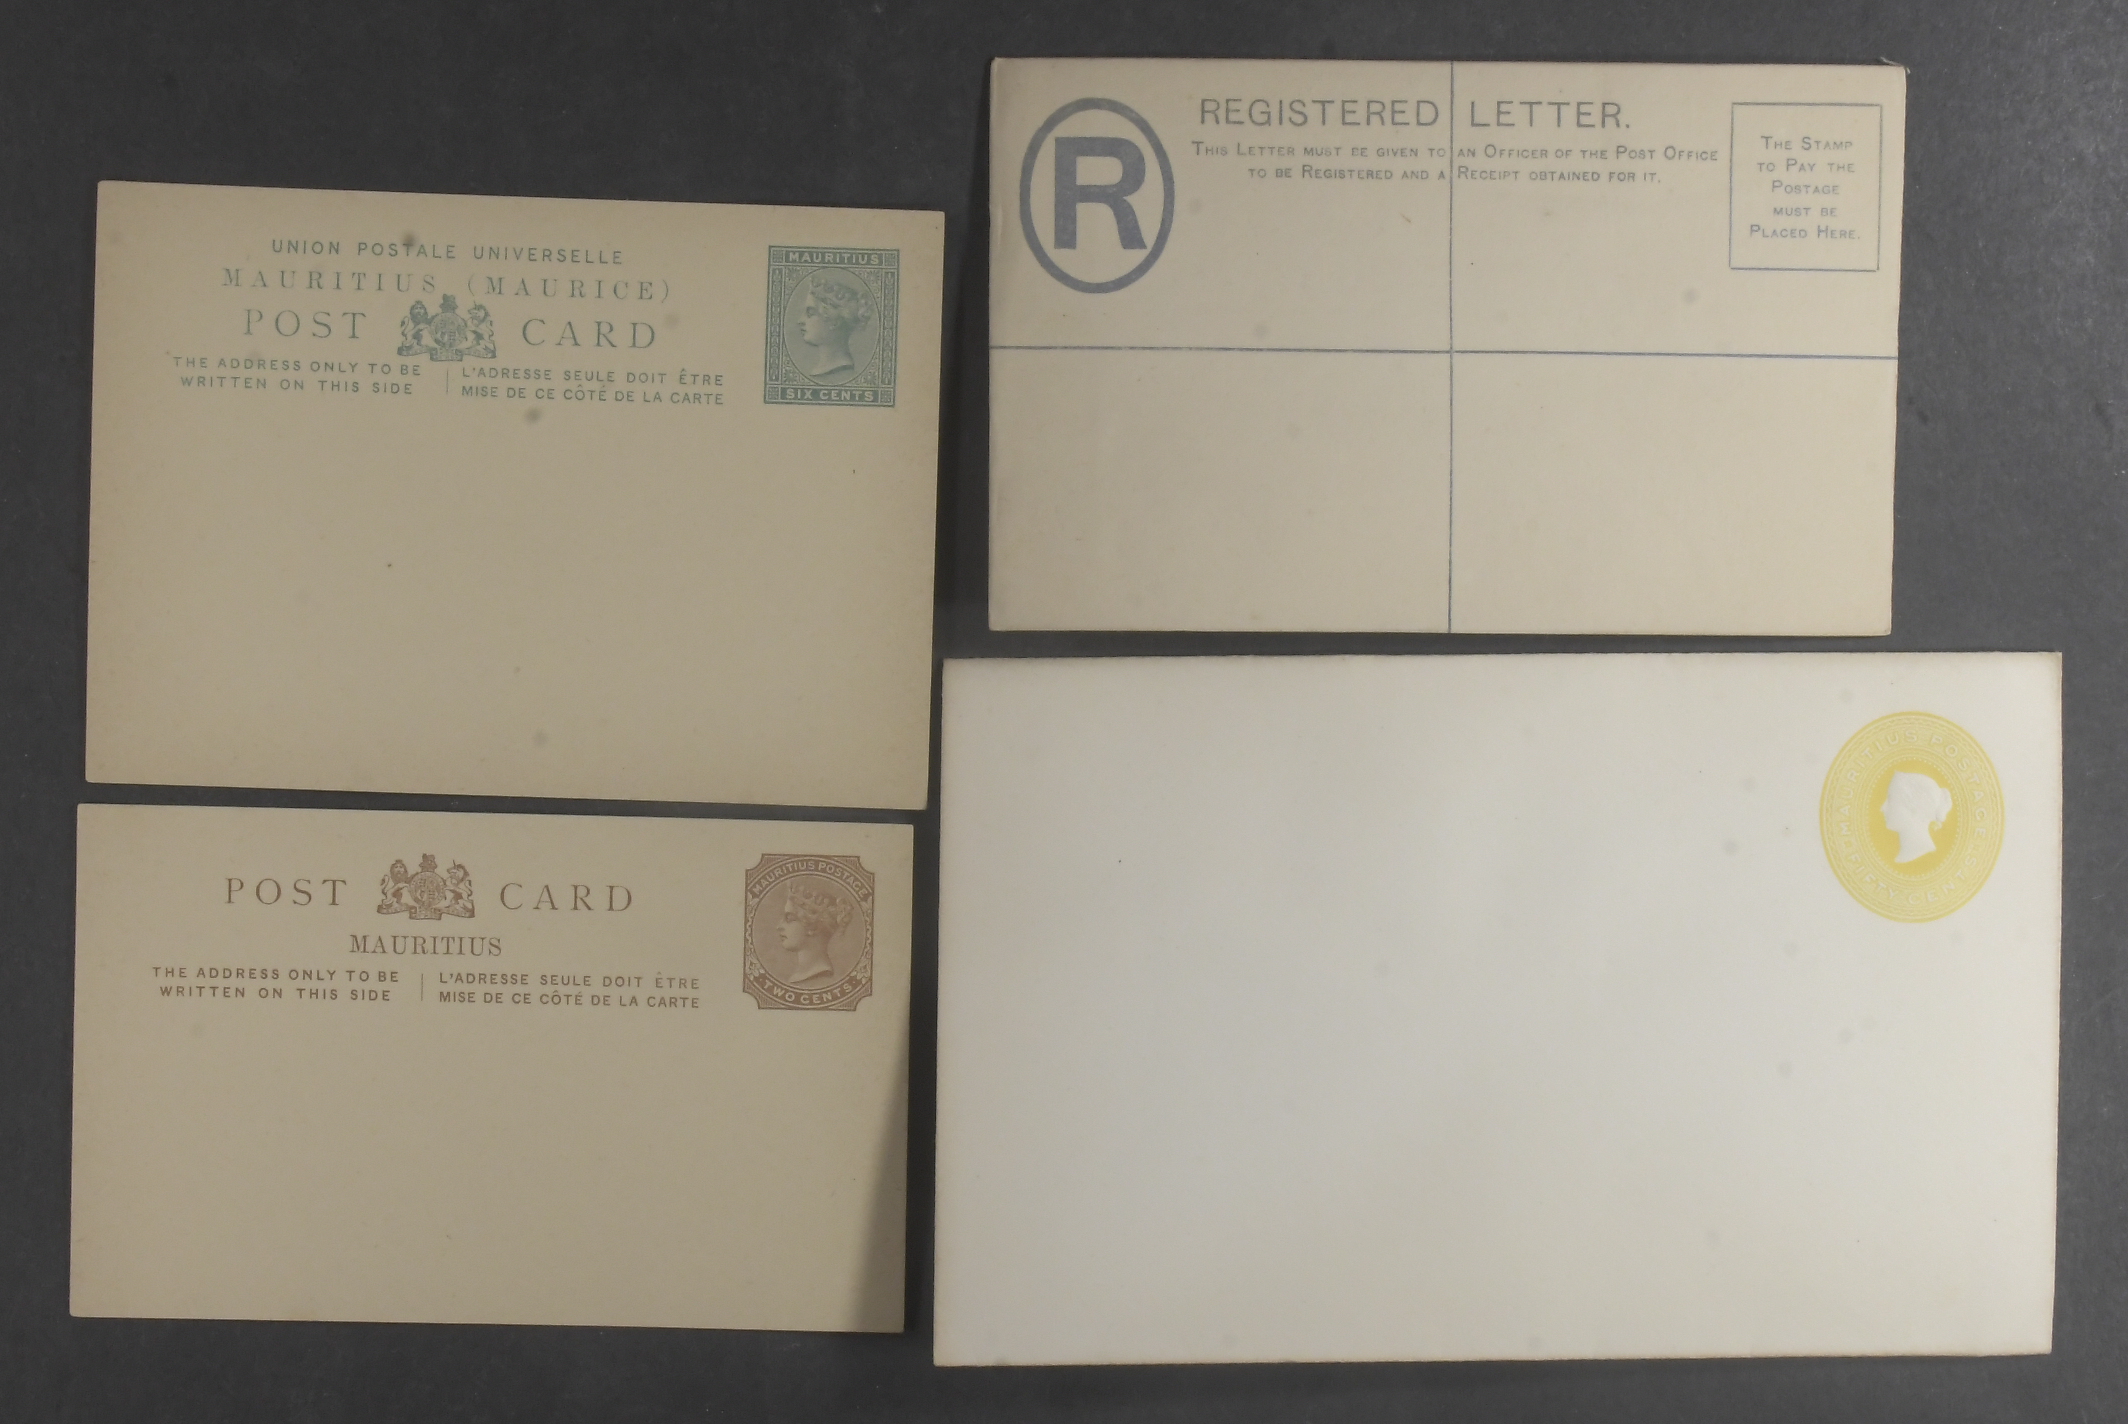 UNION POSTALE UNIVERSELLE
MAURITIUS (MAURICE)
POST CARD
THE ADDRESS ONLY TO BE
WRITTEN ON THIS SIDE
L'ADRESSE SEULE DOIT ÊTRE
MISE DE CE CÔTÉ DE LA CARTE
MAURITIUS
SIX CENTS
REGISTERED LETTER.
THIS LETTER MUST BE GIVEN TO AN OFFICER OF THE POST OFFICE
TO BE REGISTERED AND A RECEIPT OBTAINED FOR IT.
R
THE STAMP
TO PAY THE
POSTAGE
MUST BE
PLACED HERE.
POST CARD
MAURITIUS
THE ADDRESS ONLY TO BE
WRITTEN ON THIS SIDE
L'ADRESSE SEULE DOIT ÊTRE
MISE DE CE CÔTÉ DE LA CARTE
MAURITIUS POSTAGE
TWO CENTS
MAURITIUS POSTAGE
FIFTY CENTS